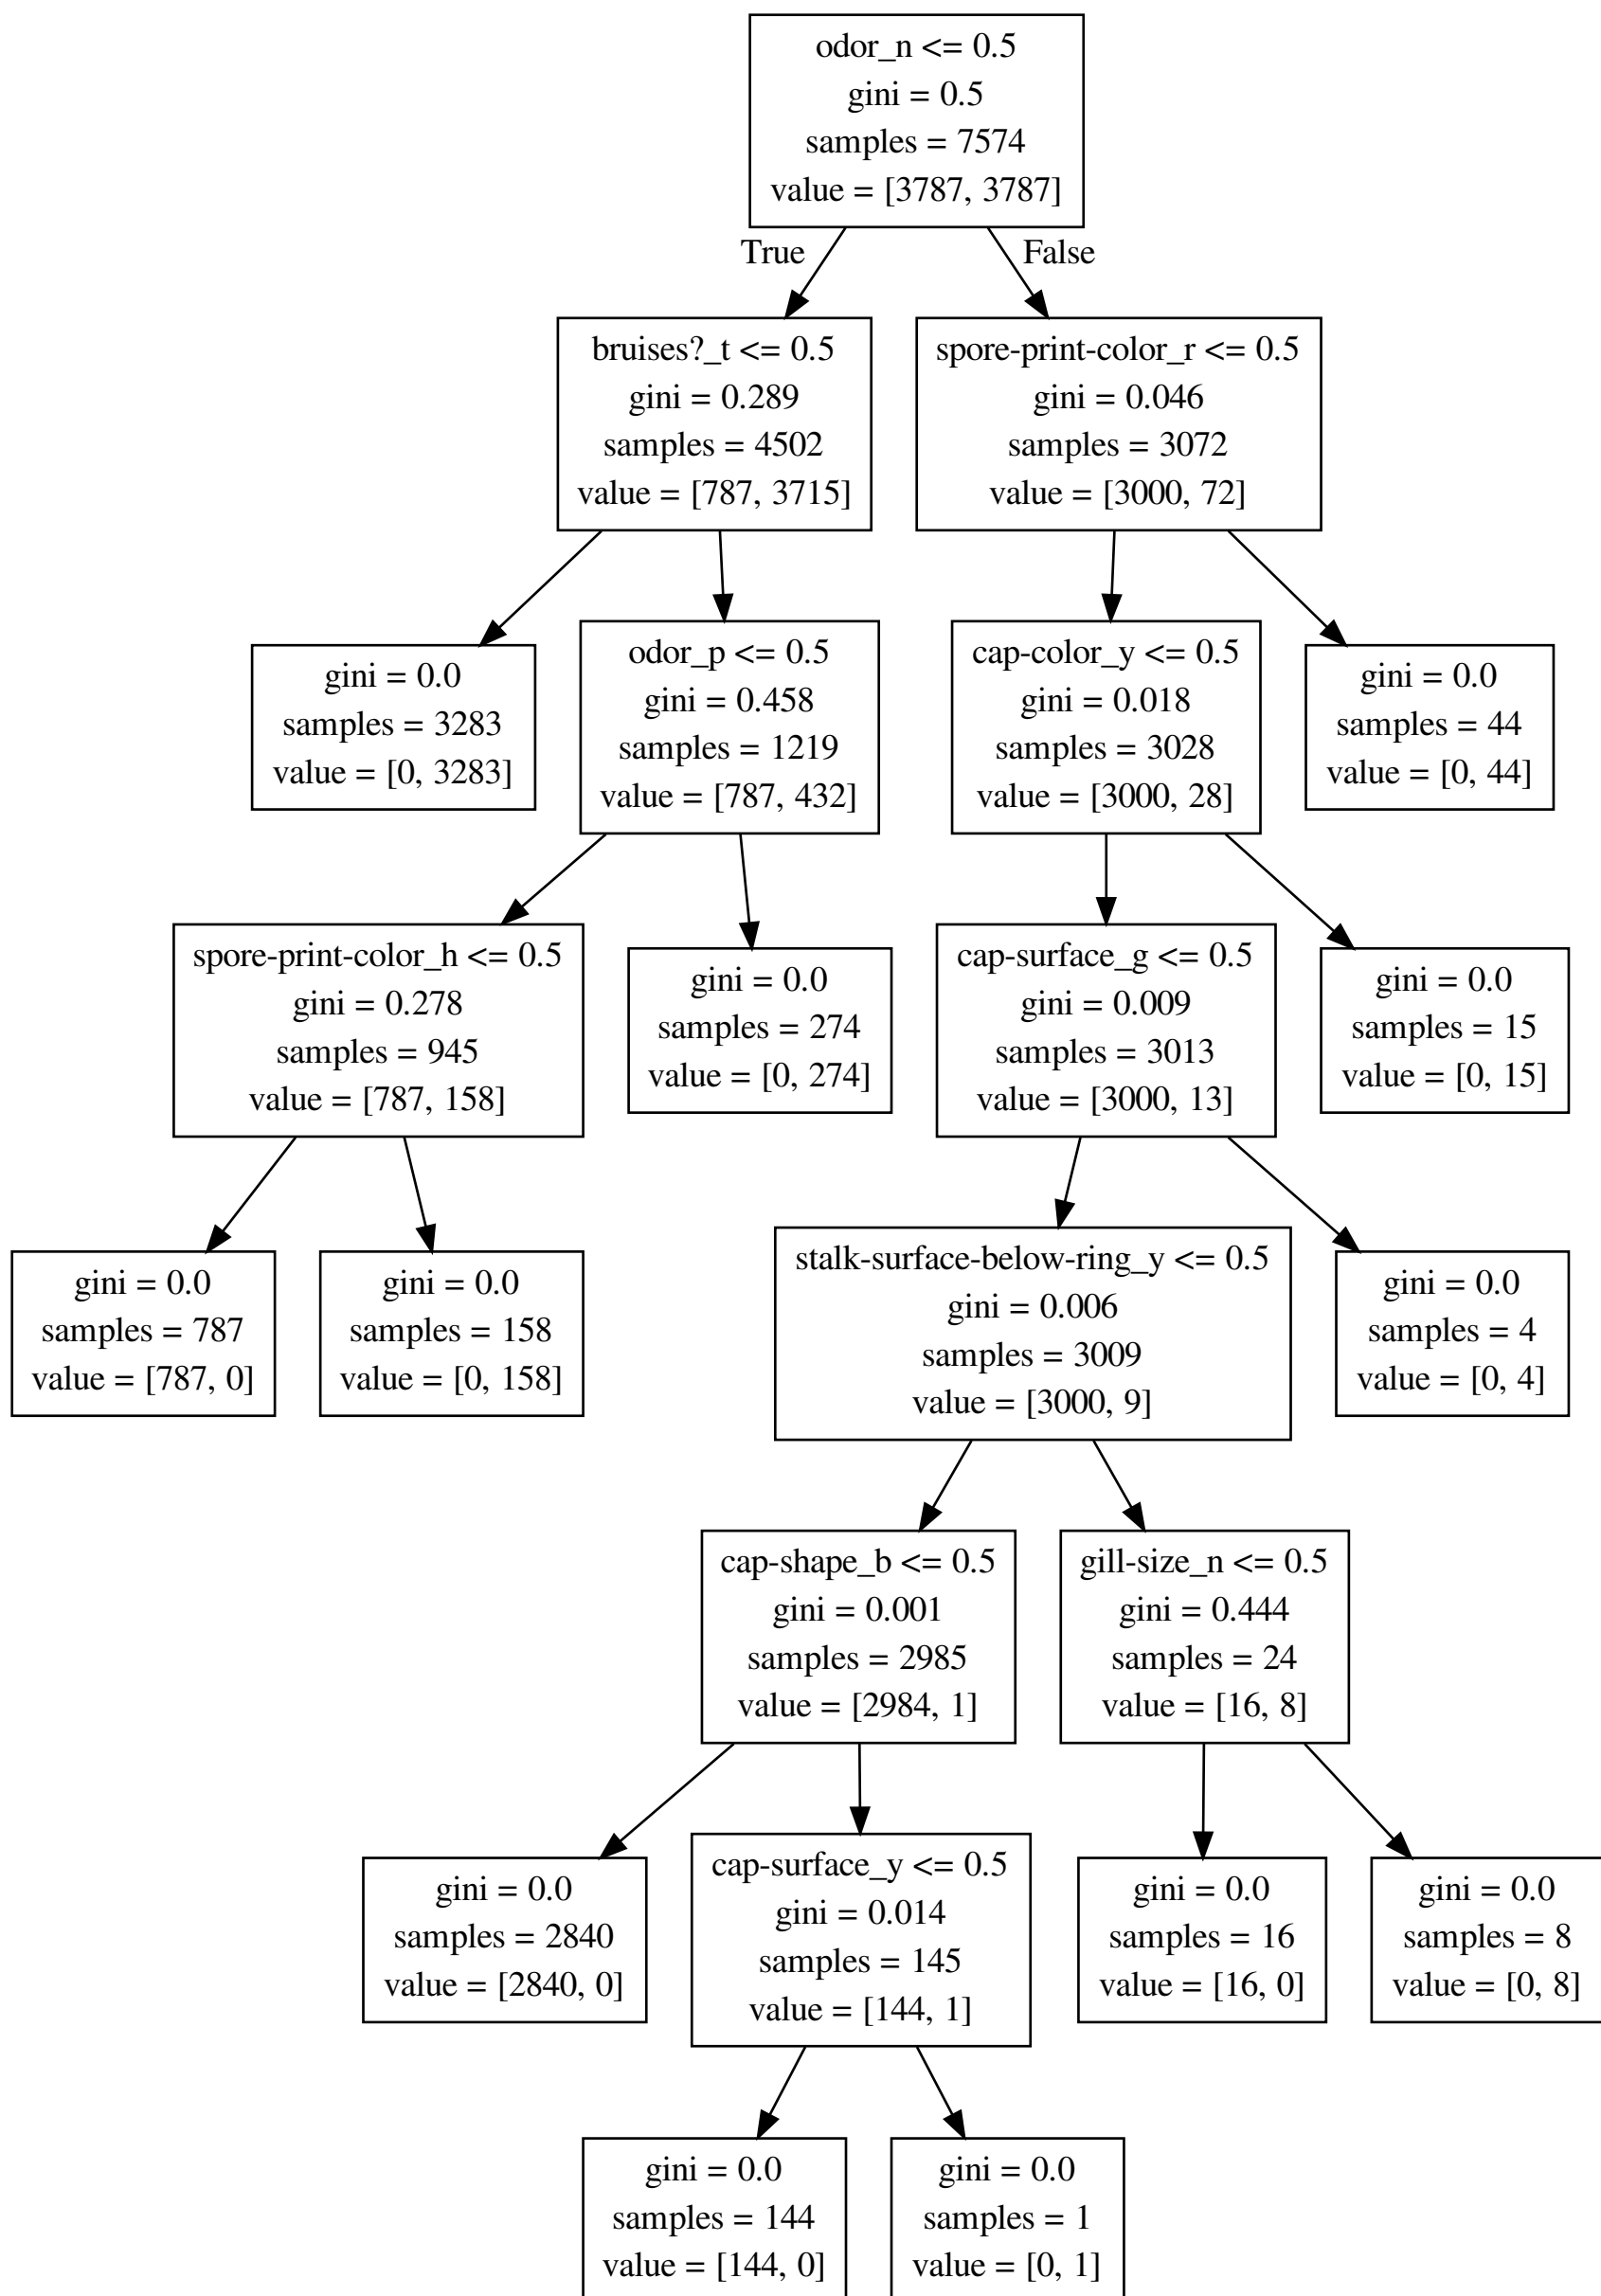 odor_n <= 0.5
gini = 0.5
samples = 7574
value = [3787, 3787]
True
False
bruises?_t <= 0.5
gini = 0.289
samples = 4502
value = [787, 3715]
spore-print-color_r <= 0.5
gini = 0.046
samples = 3072
value = [3000, 72]
gini = 0.0
samples = 3283
value = [0, 3283]
odor_p <= 0.5
gini = 0.458
samples = 1219
value = [787, 432]
cap-color_y <= 0.5
gini = 0.018
samples = 3028
value = [3000, 28]
gini = 0.0
samples = 44
value = [0, 44]
spore-print-color_h <= 0.5
gini = 0.278
samples = 945
value = [787, 158]
gini = 0.0
samples = 274
value = [0, 274]
cap-surface_g <= 0.5
gini = 0.009
samples = 3013
value = [3000, 13]
gini = 0.0
samples = 15
value = [0, 15]
gini = 0.0
samples = 787
value = [787, 0]
gini = 0.0
samples = 158
value = [0, 158]
stalk-surface-below-ring_y <= 0.5
gini = 0.006
samples = 3009
value = [3000, 9]
gini = 0.0
samples = 4
value = [0, 4]
cap-shape_b <= 0.5
gini = 0.001
samples = 2985
value = [2984, 1]
gill-size_n <= 0.5
gini = 0.444
samples = 24
value = [16, 8]
gini = 0.0
samples = 2840
value = [2840, 0]
cap-surface_y <= 0.5
gini = 0.014
samples = 145
value = [144, 1]
gini = 0.0
samples = 16
value = [16, 0]
gini = 0.0
samples = 8
value = [0, 8]
gini = 0.0
samples = 144
value = [144, 0]
gini = 0.0
samples = 1
value = [0, 1]